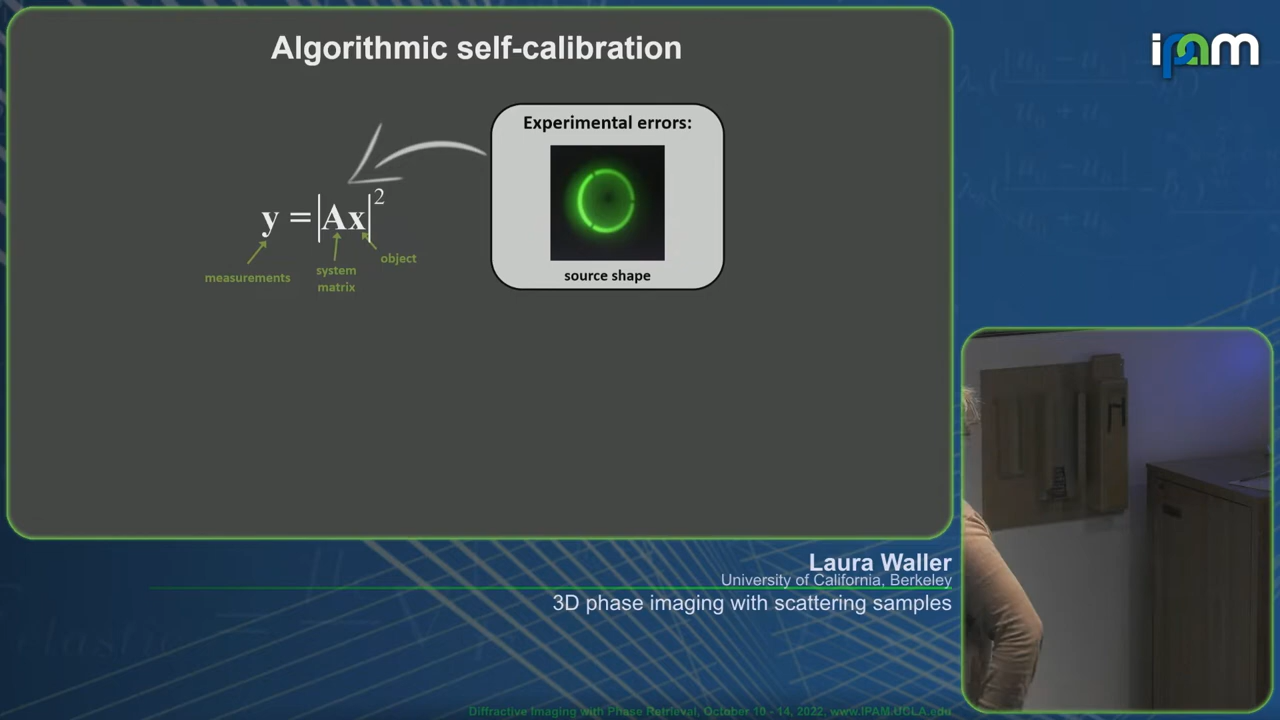 Algorithmic self-calibration
ipam
Experimental errors:
y = |Ax|²
measurements
system
matrix
object
source shape
Laura Waller
University of California, Berkeley
3D phase imaging with scattering samples
Diffractive Imaging with Phase Retrieval, October 10 - 14, 2022, www.IPAM.UCLA.edu